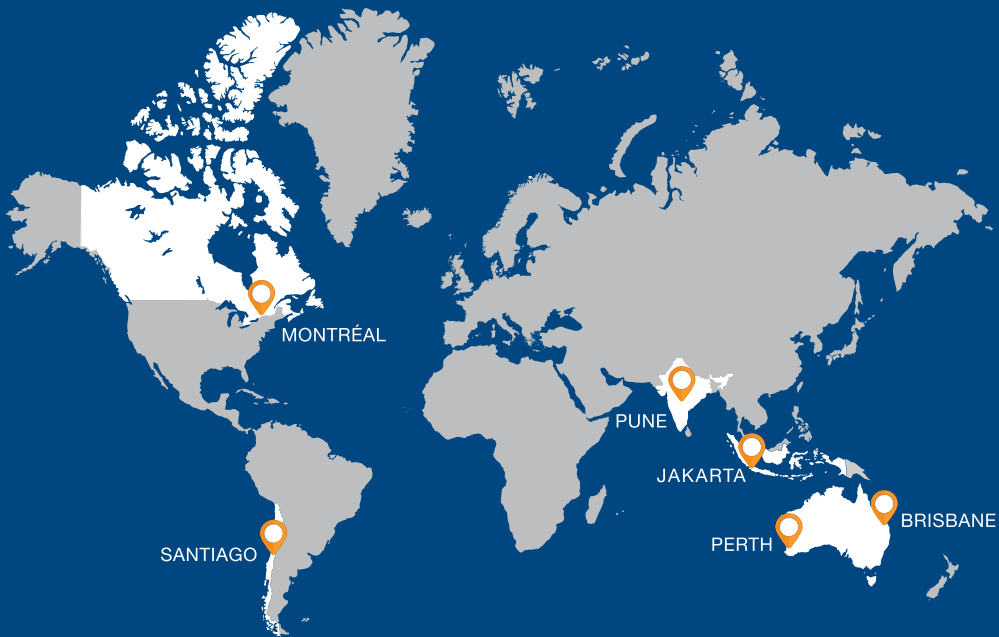 MONTRÉAL
PUNE
JAKARTA
BRISBANE
PERTH
SANTIAGO